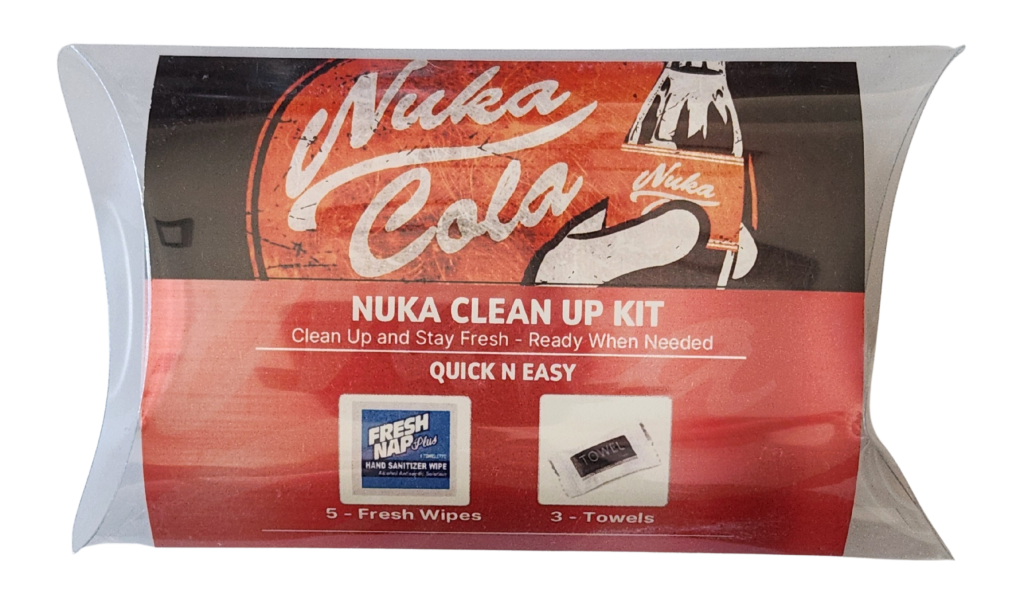 Nuka
Cola
Nuka
NUKA CLEAN UP KIT
Clean Up and Stay Fresh - Ready When Needed
QUICK N EASY
FRESH
NAP Plus
HAND SANITIZER WIPE
TOWEL
5 - Fresh Wipes
3 - Towels